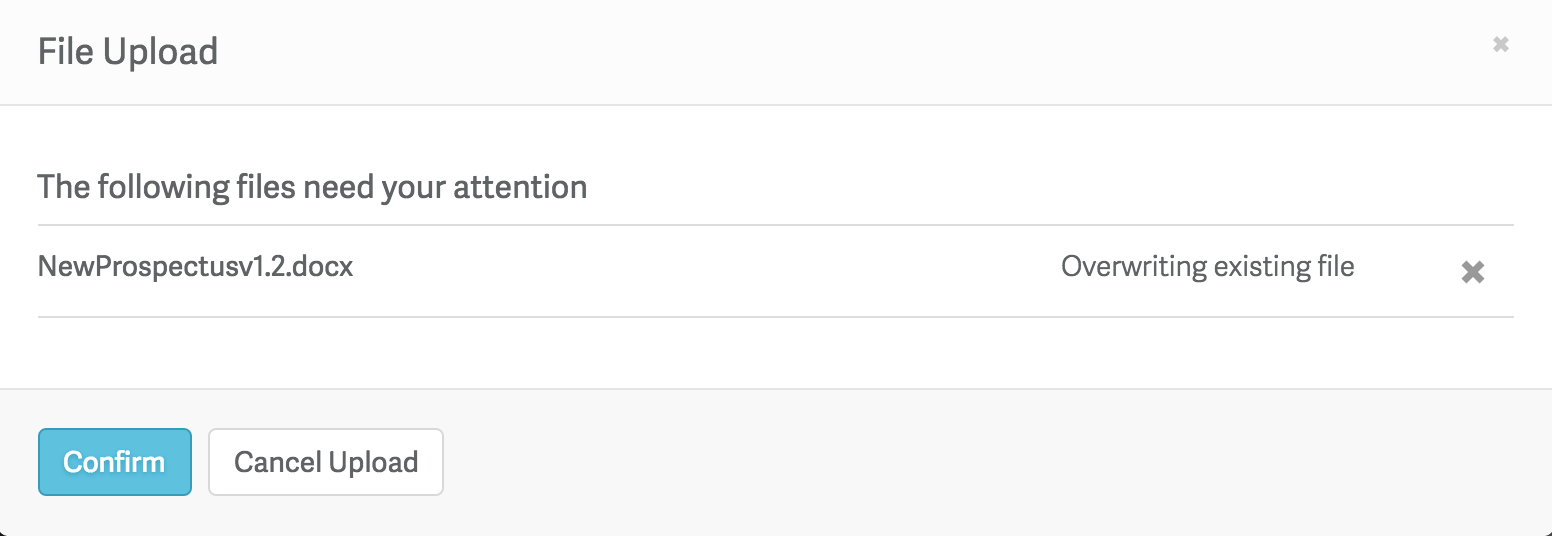 File Upload
The following files need your attention
NewProspectusv1.2.docx Overwriting existing file
Confirm Cancel Upload